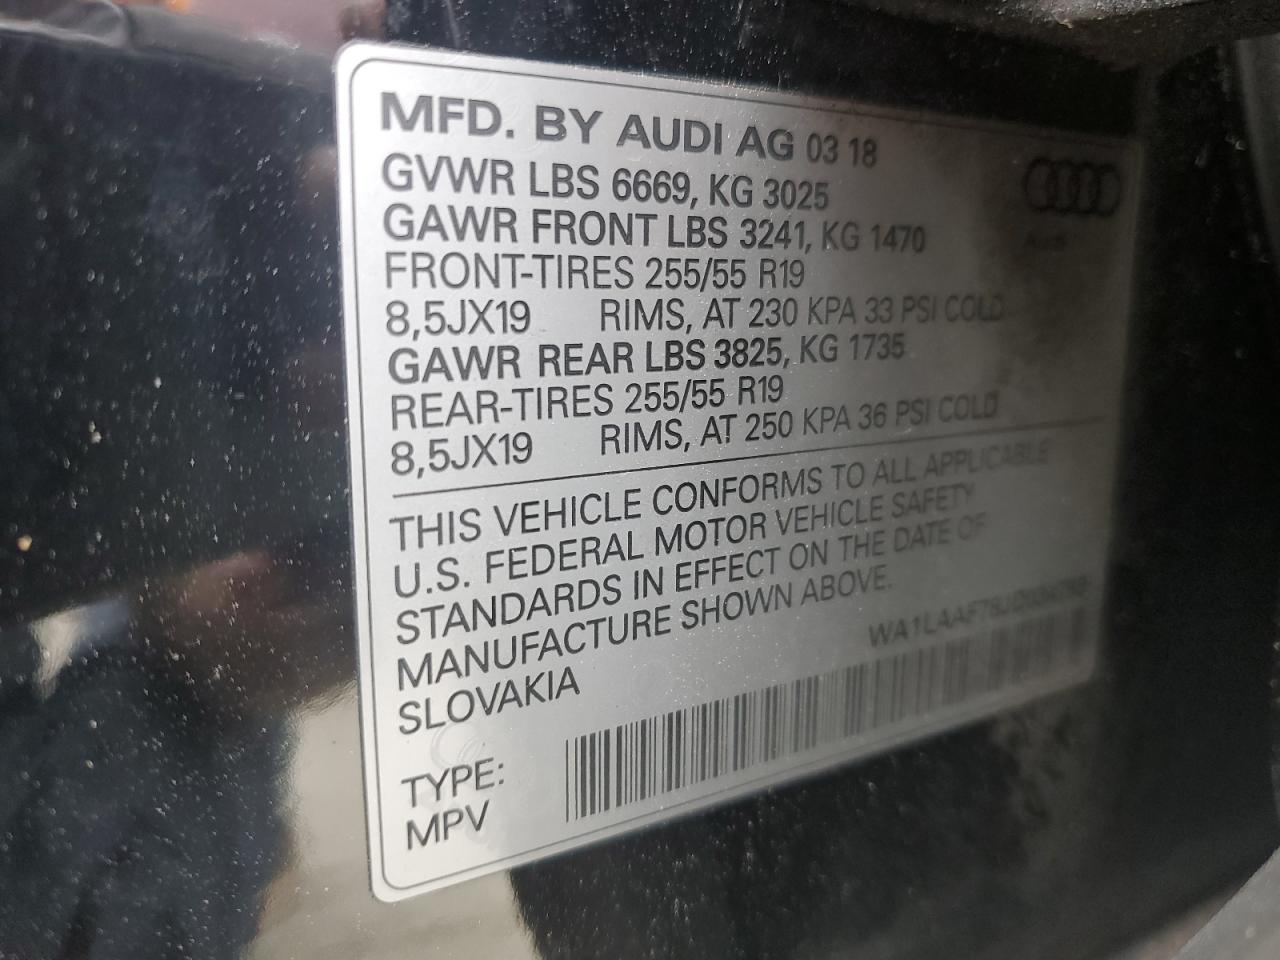 MFD. BY AUDI AG 03 18
GVWR LBS 6669, KG 3025
GAWR FRONT LBS 3241, KG 1470
FRONT-TIRES 255/55 R19
8,5JX19 RIMS, AT 230 KPA 33 PSI COLD
GAWR REAR LBS 3825, KG 1735
REAR-TIRES 255/55 R19
8,5JX19 RIMS, AT 250 KPA 36 PSI COLD
THIS VEHICLE CONFORMS TO ALL APPLICABLE
U.S. FEDERAL MOTOR VEHICLE SAFETY
STANDARDS IN EFFECT ON THE DATE OF
MANUFACTURE SHOWN ABOVE.
SLOVAKIA
TYPE:
MPV
Audi